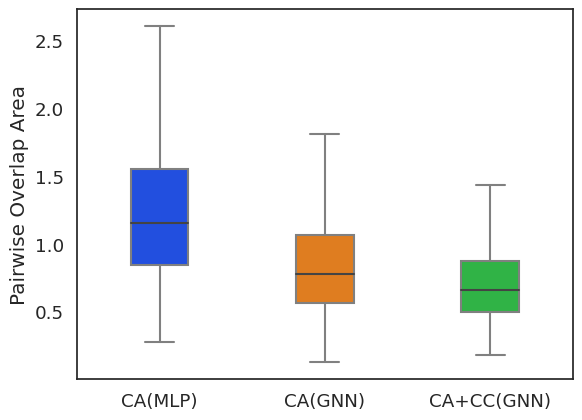 Pairwise Overlap Area
2.5
2.0
1.5
1.0
0.5
CA(MLP)
CA(GNN)
CA+CC(GNN)